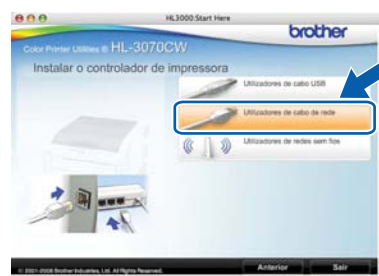 HL3000:Start Here
brother
Color Printer Utilities HL-3070CW
Instalar o controlador de impressora
Utilizadores de cabo USB
Utilizadores de cabo de rede
Utilizadores de redes sem fios
© 2001-2008 Brother Industries, Ltd. All Rights Reserved.
Anterior
Sair